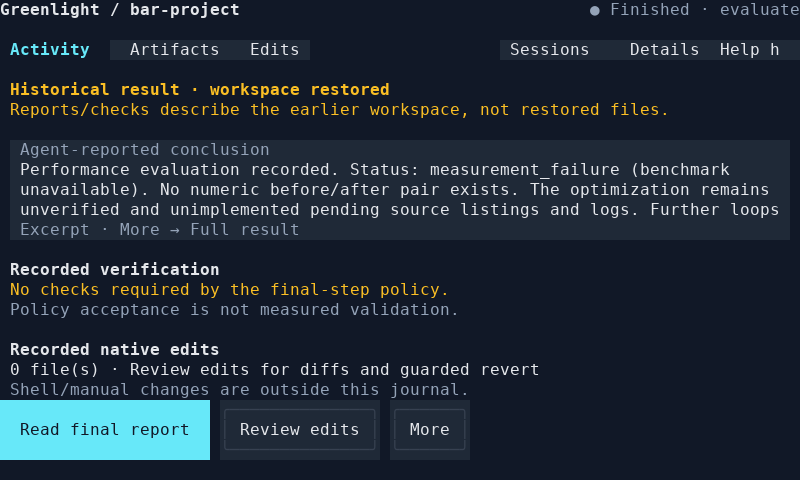 Greenlight / bar-project
● Finished · evaluate
Activity Artifacts Edits Sessions Details Help h
Historical result · workspace restored
Reports/checks describe the earlier workspace, not restored files.
Agent-reported conclusion
Performance evaluation recorded. Status: measurement_failure (benchmark
unavailable). No numeric before/after pair exists. The optimization remains
unverified and unimplemented pending source listings and logs. Further loops
Excerpt · More → Full result
Recorded verification
No checks required by the final-step policy.
Policy acceptance is not measured validation.
Recorded native edits
0 file(s) · Review edits for diffs and guarded revert
Shell/manual changes are outside this journal.
Read final report Review edits More